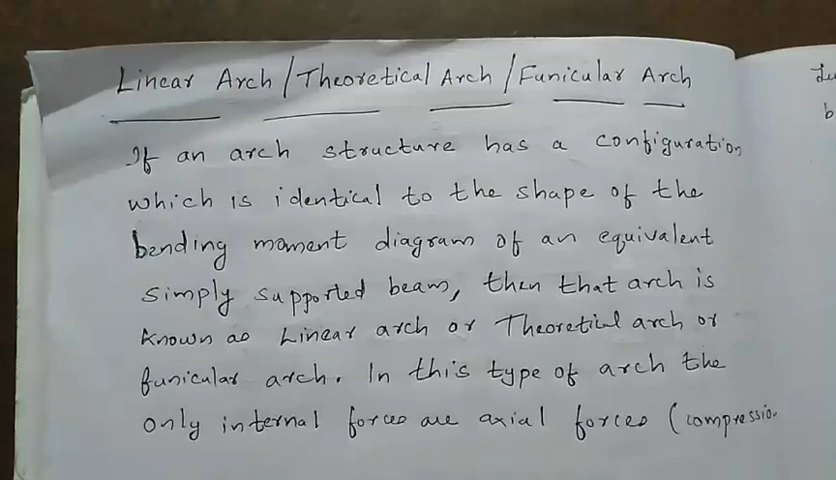 Linear Arch / Theoretical Arch / Funicular Arch
If an arch structure has a configuration
which is identical to the shape of the
bending moment diagram of an equivalent
simply supported beam, then that arch is
known as Linear arch or Theoretical arch or
funicular arch. In this type of arch the
only internal forces are axial forces (compression
b